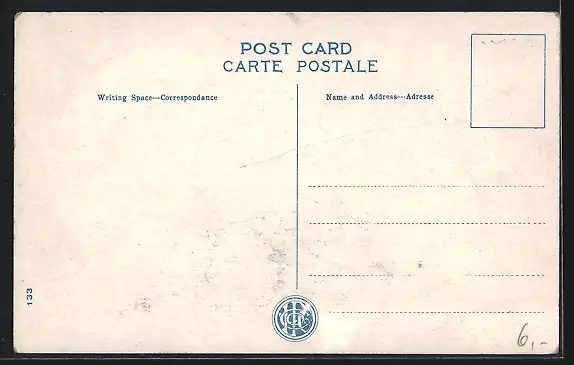 POST CARD
CARTE POSTALE
Writing Space---Correspondance
Name and Address---Adresse
133
6,-